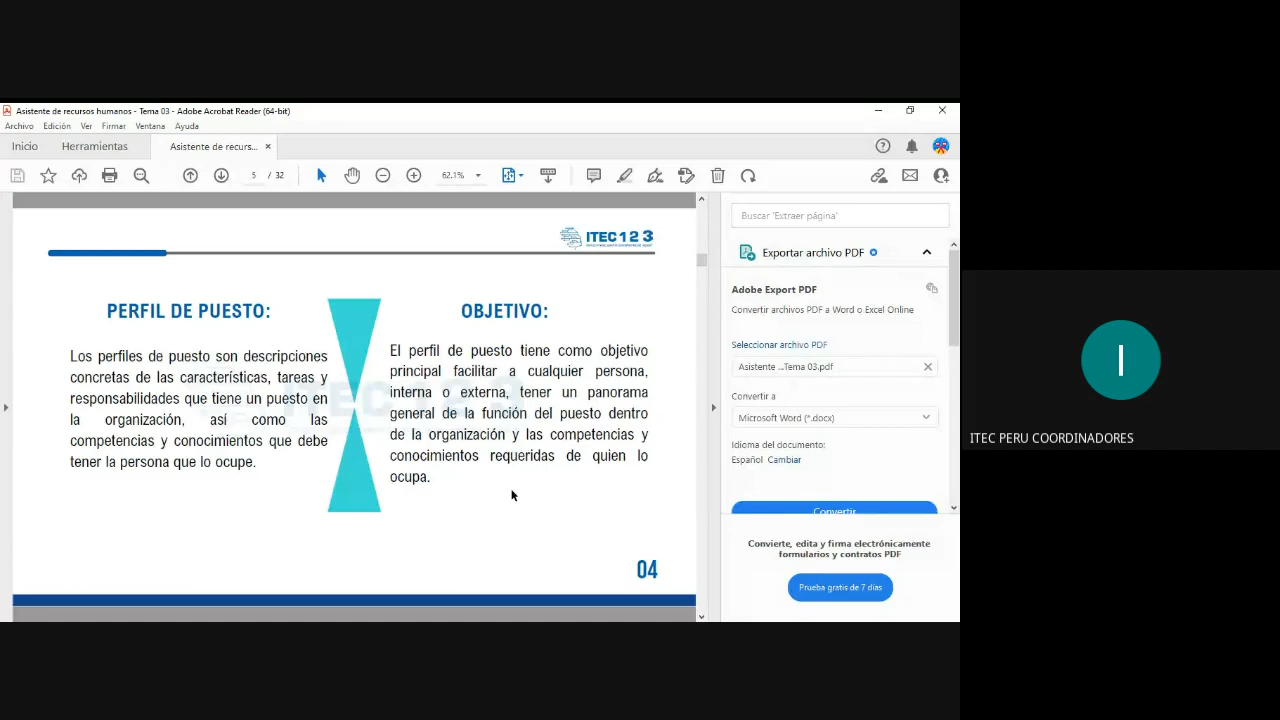 Asistente de recursos humanos - Tema 03 - Adobe Acrobat Reader (64-bit)
Archivo Edición Ver Firmar Ventana Ayuda
Inicio Herramientas Asistente de recurs...
5 / 32 62.1%
ITEC 1 2 3
PERFIL DE PUESTO:
Los perfiles de puesto son descripciones
concretas de las características, tareas y
responsabilidades que tiene un puesto en
la organización, así como las
competencias y conocimientos que debe
tener la persona que lo ocupe.
OBJETIVO:
El perfil de puesto tiene como objetivo
principal facilitar a cualquier persona,
interna o externa, tener un panorama
general de la función del puesto dentro
de la organización y las competencias y
conocimientos requeridas de quien lo
ocupa.
ITEC 1 2 3
04
Buscar 'Extraer página'
Exportar archivo PDF
Adobe Export PDF
Convertir archivos PDF a Word o Excel Online
Seleccionar archivo PDF
Asistente ...Tema 03.pdf
Convertir a
Microsoft Word (*.docx)
Idioma del documento:
Español Cambiar
Convertir
Convierte, edita y firma electrónicamente
formularios y contratos PDF
Prueba gratis de 7 días
I
ITEC PERU COORDINADORES